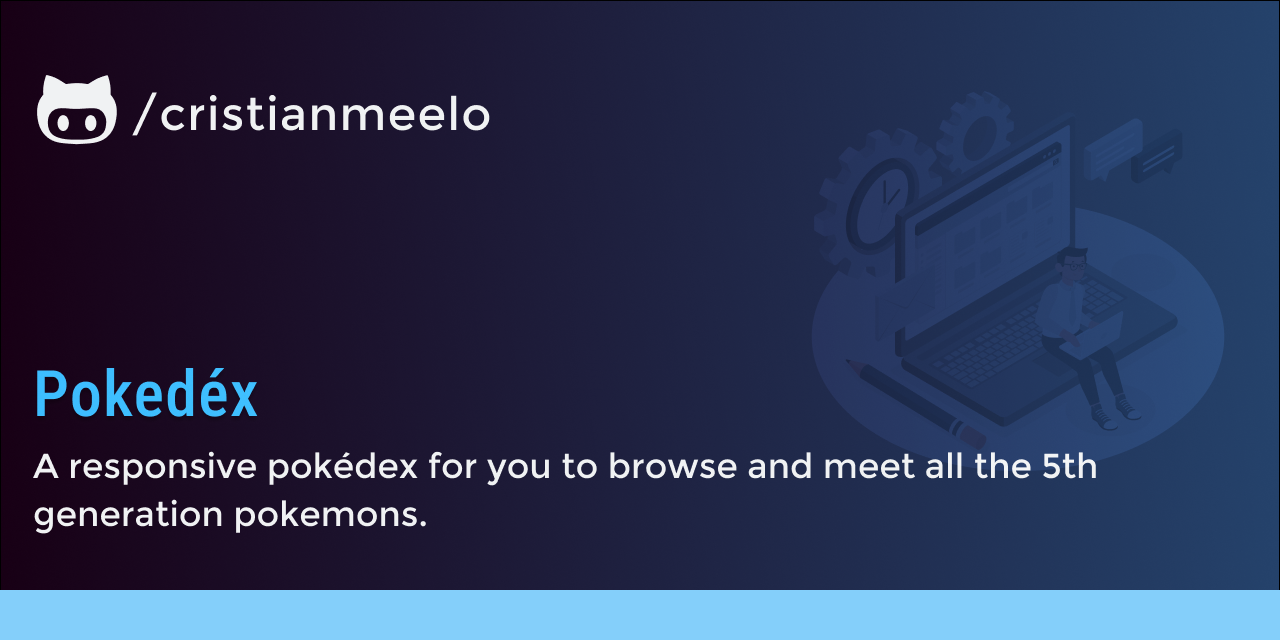 /cristianmeelo
Pokedéx
A responsive pokédex for you to browse and meet all the 5th
generation pokemons.